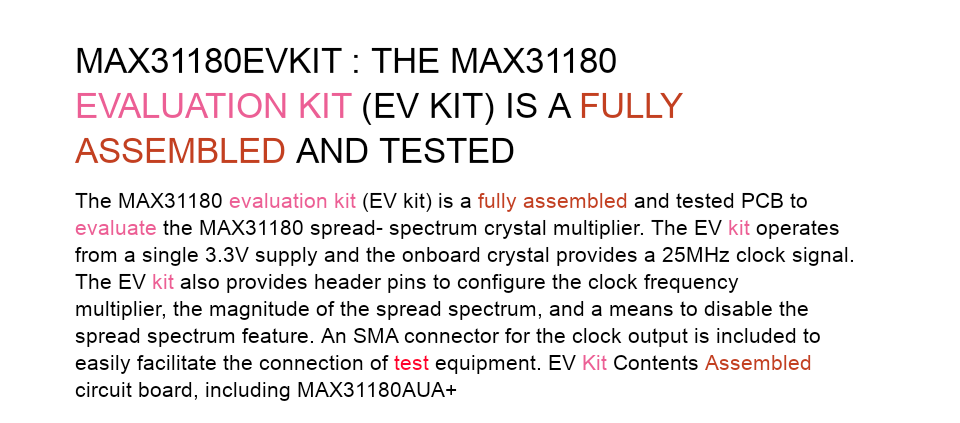 MAX31180EVKIT : THE MAX31180
EVALUATION KIT (EV KIT) IS A FULLY
ASSEMBLED AND TESTED
The MAX31180 evaluation kit (EV kit) is a fully assembled and tested PCB to
evaluate the MAX31180 spread- spectrum crystal multiplier. The EV kit operates
from a single 3.3V supply and the onboard crystal provides a 25MHz clock signal.
The EV kit also provides header pins to configure the clock frequency
multiplier, the magnitude of the spread spectrum, and a means to disable the
spread spectrum feature. An SMA connector for the clock output is included to
easily facilitate the connection of test equipment. EV Kit Contents Assembled
circuit board, including MAX31180AUA+